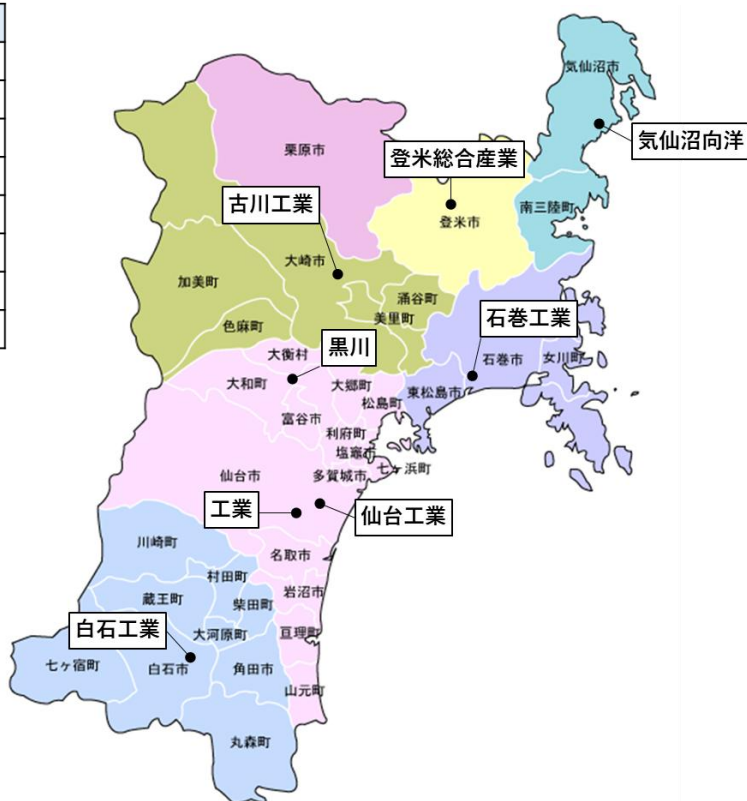 気仙沼市
気仙沼向洋
栗原市
登米総合産業
古川工業
登米市
南三陸町
大崎市
加美町
涌谷町
美里町
色麻町
石巻工業
黒川
大衡村
石巻市
女川町
大和町
大郷町
東松島市
松島町
富谷市
利府町
塩竈市
七ヶ浜町
仙台市
多賀城市
工業
仙台工業
川崎町
名取市
村田町
岩沼市
蔵王町
柴田町
白石工業
大河原町
亘理町
七ヶ宿町
白石市
角田市
山元町
丸森町